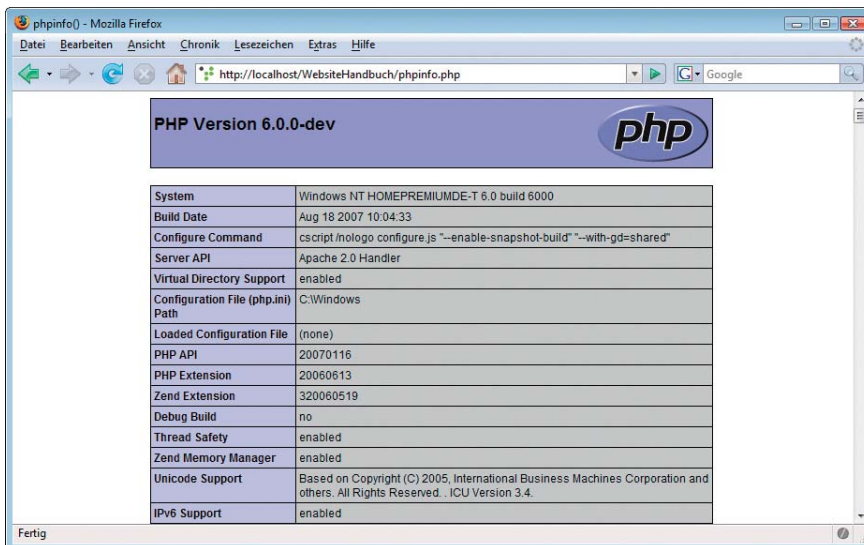 phpinfo() - Mozilla Firefox
Datei Bearbeiten Ansicht Chronik Lesezeichen Extras Hilfe
http://localhost/WebsiteHandbuch/phpinfo.php
G Google
PHP Version 6.0.0-dev
php
System Windows NT HOMEPREMIUMDE-T 6.0 build 6000
Build Date Aug 18 2007 10:04:33
Configure Command cscript /nologo configure.js "--enable-snapshot-build" "--with-gd=shared"
Server API Apache 2.0 Handler
Virtual Directory Support enabled
Configuration File (php.ini) C:\Windows
Path
Loaded Configuration File (none)
PHP API 20070116
PHP Extension 20060613
Zend Extension 320060519
Debug Build no
Thread Safety enabled
Zend Memory Manager enabled
Unicode Support Based on Copyright (C) 2005, International Business Machines Corporation and
others. All Rights Reserved. . ICU Version 3.4.
IPv6 Support enabled
Fertig